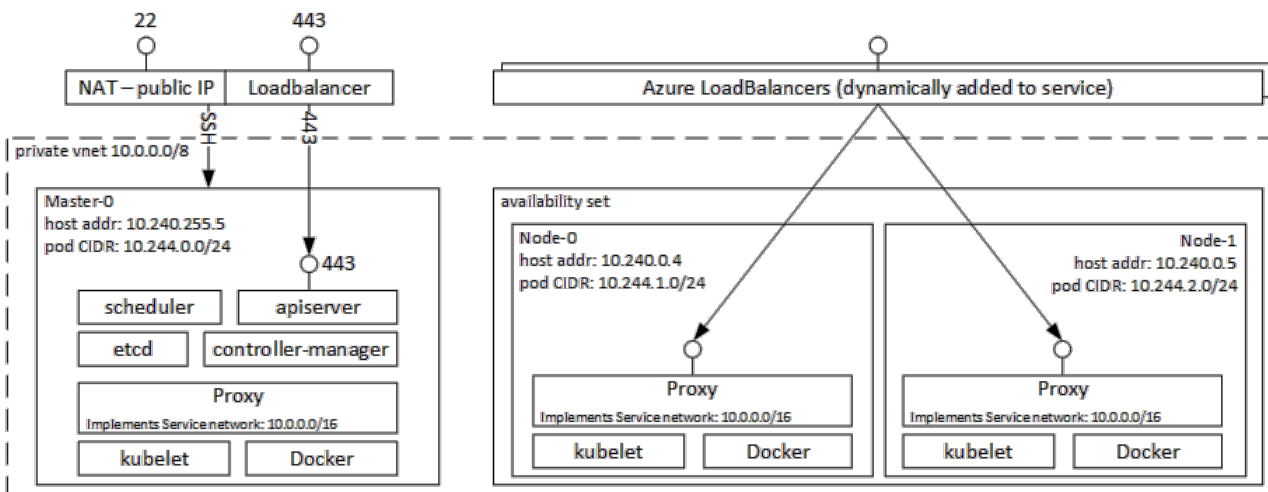 22
443
NAT – public IP
Loadbalancer
Azure LoadBalancers (dynamically added to service)
SSH
443
private vnet 10.0.0.0/8
Master-0
host addr: 10.240.255.5
pod CIDR: 10.244.0.0/24
443
scheduler
apiserver
etcd
controller-manager
Proxy
Implements Service network: 10.0.0.0/16
kubelet
Docker
availability set
Node-0
host addr: 10.240.0.4
pod CIDR: 10.244.1.0/24
Proxy
Implements Service network: 10.0.0.0/16
kubelet
Docker
Node-1
host addr: 10.240.0.5
pod CIDR: 10.244.2.0/24
Proxy
Implements Service network: 10.0.0.0/16
kubelet
Docker